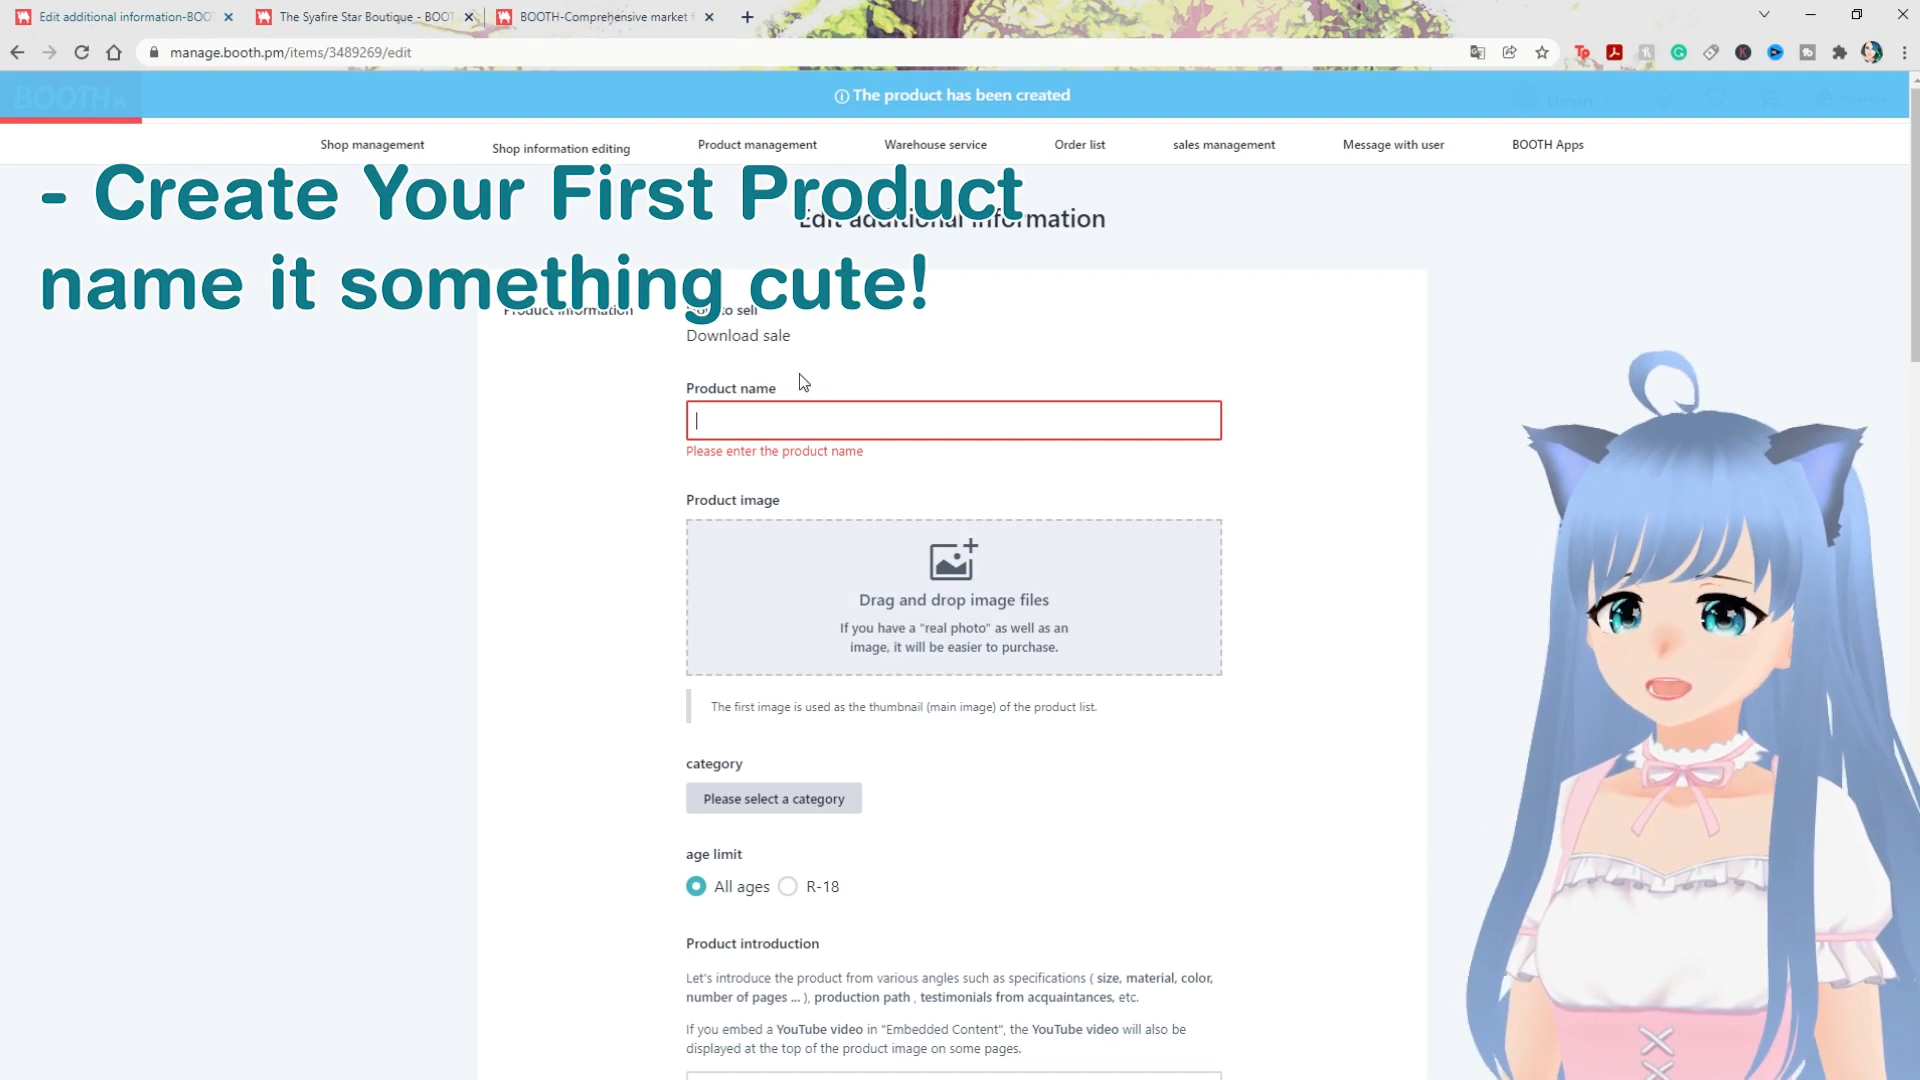 Edit additional information-BOO
The Syafire Star Boutique - BOOT
BOOTH-Comprehensive market f
manage.booth.pm/items/3489269/edit
BOOTH
The product has been created
Shop management
Shop information editing
Product management
Warehouse service
Order list
sales management
Message with user
BOOTH Apps
- Create Your First Product
name it something cute!
Edit additional information
Product information
to sell
Download sale
Product name
Please enter the product name
Product image
Drag and drop image files
If you have a "real photo" as well as an
image, it will be easier to purchase.
The first image is used as the thumbnail (main image) of the product list.
category
Please select a category
age limit
All ages
R-18
Product introduction
Let's introduce the product from various angles such as specifications ( size, material, color,
number of pages ... ), production path , testimonials from acquaintances, etc.
If you embed a YouTube video in "Embedded Content", the YouTube video will also be
displayed at the top of the product image on some pages.